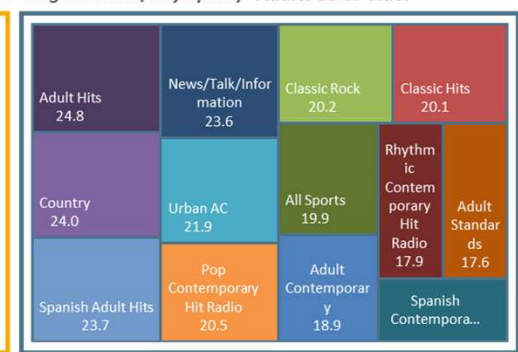 Adult Hits
24.8
News/Talk/Infor
mation
23.6
Classic Rock
20.2
Classic Hits
20.1
Country
24.0
Urban AC
21.9
All Sports
19.9
Rhythm
ic
Contem
porary
Hit
Radio
17.9
Adult
Standar
ds
17.6
Spanish Adult Hits
23.7
Pop
Contemporary
Hit Radio
20.5
Adult
Contemporar
y
18.9
Spanish
Contempora...